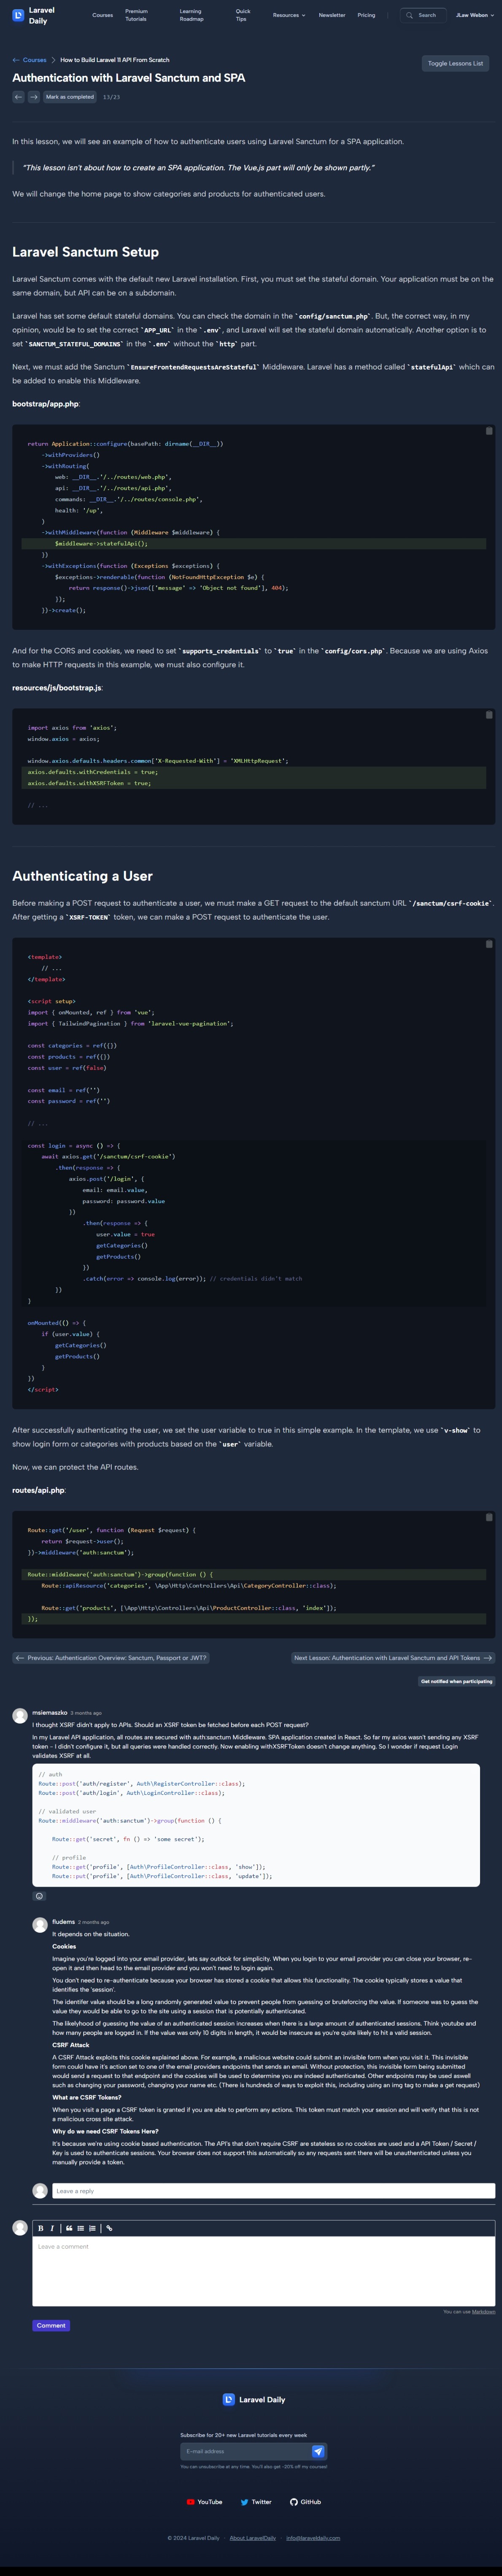 Laravel Daily
Courses
Premium Tutorials
Learning Roadmap
Quick Tips
Resources
Newsletter
Pricing
Search
JLaw Webon
Courses
How to Build Laravel 11 API From Scratch
Toggle Lessons List
Authentication with Laravel Sanctum and SPA
Mark as completed
13/23
In this lesson, we will see an example of how to authenticate users using Laravel Sanctum for a SPA application.
"This lesson isn't about how to create an SPA application. The Vue.js part will only be shown partly."
We will change the home page to show categories and products for authenticated users.
Laravel Sanctum Setup
Laravel Sanctum comes with the default new Laravel installation. First, you must set the stateful domain. Your application must be on the
same domain, but API can be on a subdomain.
Laravel has set some default stateful domains. You can check the domain in the `config/sanctum.php`. But, the correct way, in my
opinion, would be to set the correct `APP_URL` in the `.env`, and Laravel will set the stateful domain automatically. Another option is to
set `SANCTUM_STATEFUL_DOMAINS` in the `.env` without the `http` part.
Next, we must add the Sanctum `EnsureFrontendRequestsAreStateful` Middleware. Laravel has a method called `statefulApi` which can
be added to enable this Middleware.
bootstrap/app.php:
return Application::configure(basePath: dirname(__DIR__))
->withProviders()
->withRouting(
web: __DIR__.'/../routes/web.php',
api: __DIR__.'/../routes/api.php',
commands: __DIR__.'/../routes/console.php',
health: '/up',
)
->withMiddleware(function (Middleware $middleware) {
$middleware->statefulApi();
})
->withExceptions(function (Exceptions $exceptions) {
$exceptions->renderable(function (NotFoundHttpException $e) {
return response()->json(['message' => 'Object not found'], 404);
});
})->create();
And for the CORS and cookies, we need to set `supports_credentials` to `true` in the `config/cors.php`. Because we are using Axios
to make HTTP requests in this example, we must also configure it.
resources/js/bootstrap.js:
import axios from 'axios';
window.axios = axios;
window.axios.defaults.headers.common['X-Requested-With'] = 'XMLHttpRequest';
axios.defaults.withCredentials = true;
axios.defaults.withXSRFToken = true;
// ...
Authenticating a User
Before making a POST request to authenticate a user, we must make a GET request to the default sanctum URL `/sanctum/csrf-cookie`.
After getting a `XSRF-TOKEN` token, we can make a POST request to authenticate the user.
<template>
// ...
</template>
<script setup>
import { onMounted, ref } from 'vue';
import { TailwindPagination } from 'laravel-vue-pagination';
const categories = ref({})
const products = ref({})
const user = ref(false)
const email = ref('')
const password = ref('')
// ...
const login = async () => {
await axios.get('/sanctum/csrf-cookie')
.then(response => {
axios.post('/login', {
email: email.value,
password: password.value
})
.then(response => {
user.value = true
getCategories()
getProducts()
})
.catch(error => console.log(error)); // credentials didn't match
})
}
onMounted(() => {
if (user.value) {
getCategories()
getProducts()
}
})
</script>
After successfully authenticating the user, we set the user variable to true in this simple example. In the template, we use `v-show` to
show login form or categories with products based on the `user` variable.
Now, we can protect the API routes.
routes/api.php:
Route::get('/user', function (Request $request) {
return $request->user();
})->middleware('auth:sanctum');
Route::middleware('auth:sanctum')->group(function () {
Route::apiResource('categories', \App\Http\Controllers\Api\CategoryController::class);
Route::get('products', [\App\Http\Controllers\Api\ProductController::class, 'index']);
});
Previous: Authentication Overview: Sanctum, Passport or JWT?
Next Lesson: Authentication with Laravel Sanctum and API Tokens
Get notified when participating
msiemaszko 3 months ago
I thought XSRF didn't apply to APIs. Should an XSRF token be fetched before each POST request?
In my Laravel API application, all routes are secured with auth:sanctum Middleware. SPA application created in React. So far my axios wasn't sending any XSRF
token - I didn't configure it, but all queries were handled correctly. Now enabling withXSRFToken doesn't change anything. So I wonder if request Login
validates XSRF at all.
// auth
Route::post('auth/register', Auth\RegisterController::class);
Route::post('auth/login', Auth\LoginController::class);
// validated user
Route::middleware('auth:sanctum')->group(function () {
Route::get('secret', fn () => 'some secret');
// profile
Route::get('profile', [Auth\ProfileController::class, 'show']);
Route::put('profile', [Auth\ProfileController::class, 'update']);
fludems 2 months ago
It depends on the situation.
Cookies
Imagine you're logged into your email provider, lets say outlook for simplicity. When you login to your email provider you can close your browser, re-
open it and then head to the email provider and you won't need to login again.
You don't need to re-authenticate because your browser has stored a cookie that allows this functionality. The cookie typically stores a value that
identifies the 'session'.
The identifer value should be a long randomly generated value to prevent people from guessing or bruteforcing the value. If someone was to guess the
value they would be able to go to the site using a session that is potentially authenticated.
The likelyhood of guessing the value of an authenticated session increases when there is a large amount of authenticated sessions. Think youtube and
how many people are logged in. If the value was only 10 digits in length, it would be insecure as you're quite likely to hit a valid session.
CSRF Attack
A CSRF Attack exploits this cookie explained above. For example, a malicious website could submit an invisible form when you visit it. This invisible
form could have it's action set to one of the email providers endpoints that sends an email. Without protection, this invisible form being submitted
would send a request to that endpoint and the cookies will be used to determine you are indeed authenticated. Other endpoints may be used aswell
such as changing your password, changing your name etc. (There is hundreds of ways to exploit this, including using an img tag to make a get request)
What are CSRF Tokens?
When you visit a page a CSRF token is granted if you are able to perform any actions. This token must match your session and will verify that this is not
a malicious cross site attack.
Why do we need CSRF Tokens Here?
It's because we're using cookie based authentication. The API's that don't require CSRF are stateless so no cookies are used and a API Token / Secret /
Key is used to authenticate sessions. Your browser does not support this automatically so any requests sent there will be unauthenticated unless you
manually provide a token.
Leave a reply
B I
Leave a comment
You can use Markdown
Comment
Laravel Daily
Subscribe for 20+ new Laravel tutorials every week
E-mail address
You can unsubscribe at any time. You'll also get -20% off my courses!
YouTube
Twitter
GitHub
© 2024 Laravel Daily · About LaravelDaily · info@laraveldaily.com